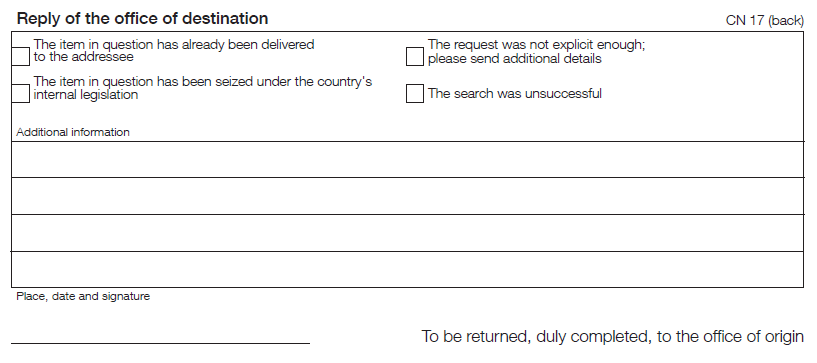 Reply of the office of destination
CN 17 (back)
The item in question has already been delivered
to the addressee
The request was not explicit enough;
please send additional details
The item in question has been seized under the country's
internal legislation
The search was unsuccessful
Additional information
Place, date and signature
To be returned, duly completed, to the office of origin